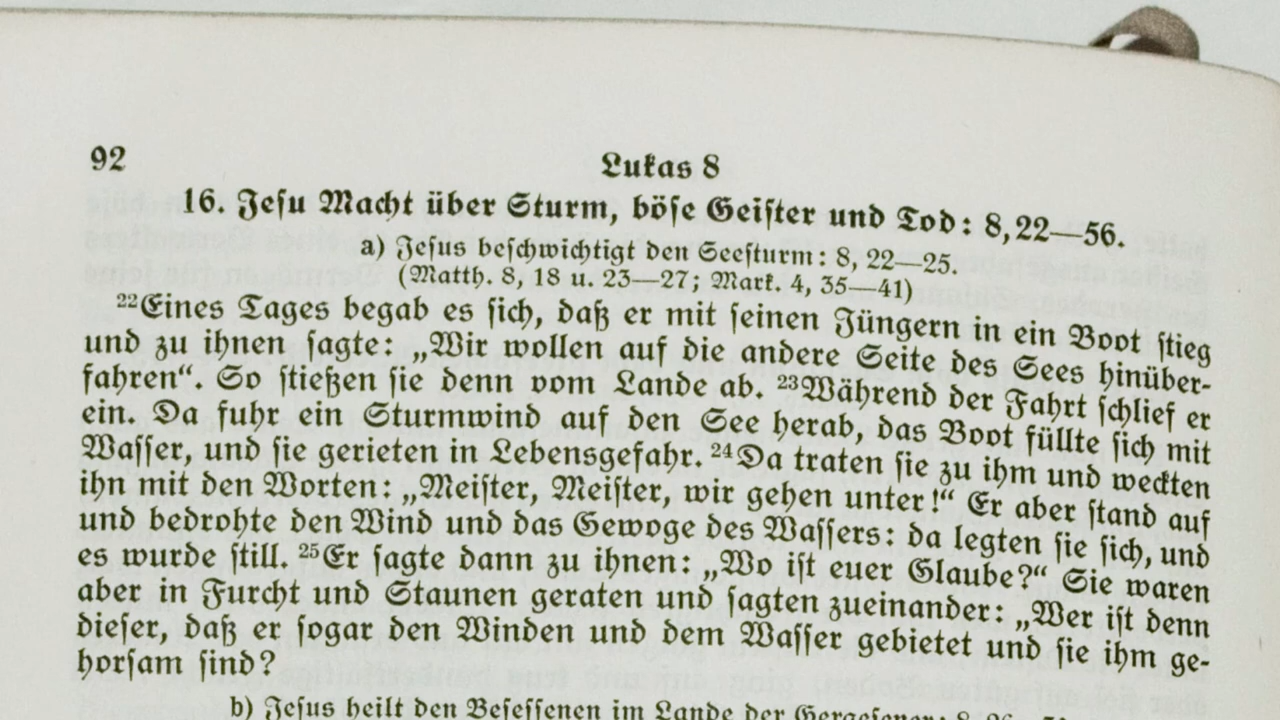 92
Lukas 8
16. Jesu Macht über Sturm, böse Geister und Tod: 8,22—56.
a) Jesus beschwichtigt den Seesturm: 8, 22—25.
(Matth. 8, 18 u. 23—27; Mark. 4, 35—41)
²²Eines Tages begab es sich, daß er mit seinen Jüngern in ein Boot stieg
und zu ihnen sagte: „Wir wollen auf die andere Seite des Sees hinüber-
fahren“. So stießen sie denn vom Lande ab. ²³Während der Fahrt schlief er
ein. Da fuhr ein Sturmwind auf den See herab, das Boot füllte sich mit
Wasser, und sie gerieten in Lebensgefahr. ²⁴Da traten sie zu ihm und weckten
ihn mit den Worten: „Meister, Meister, wir gehen unter!“ Er aber stand auf
und bedrohte den Wind und das Gewoge des Wassers: da legten sie sich, und
es wurde still. ²⁵Er sagte dann zu ihnen: „Wo ist euer Glaube?“ Sie waren
aber in Furcht und Staunen geraten und sagten zueinander: „Wer ist denn
dieser, daß er sogar den Winden und dem Wasser gebietet und sie ihm ge-
horsam sind?
b) Jesus heilt den Besessenen im Lande der Gergesener: